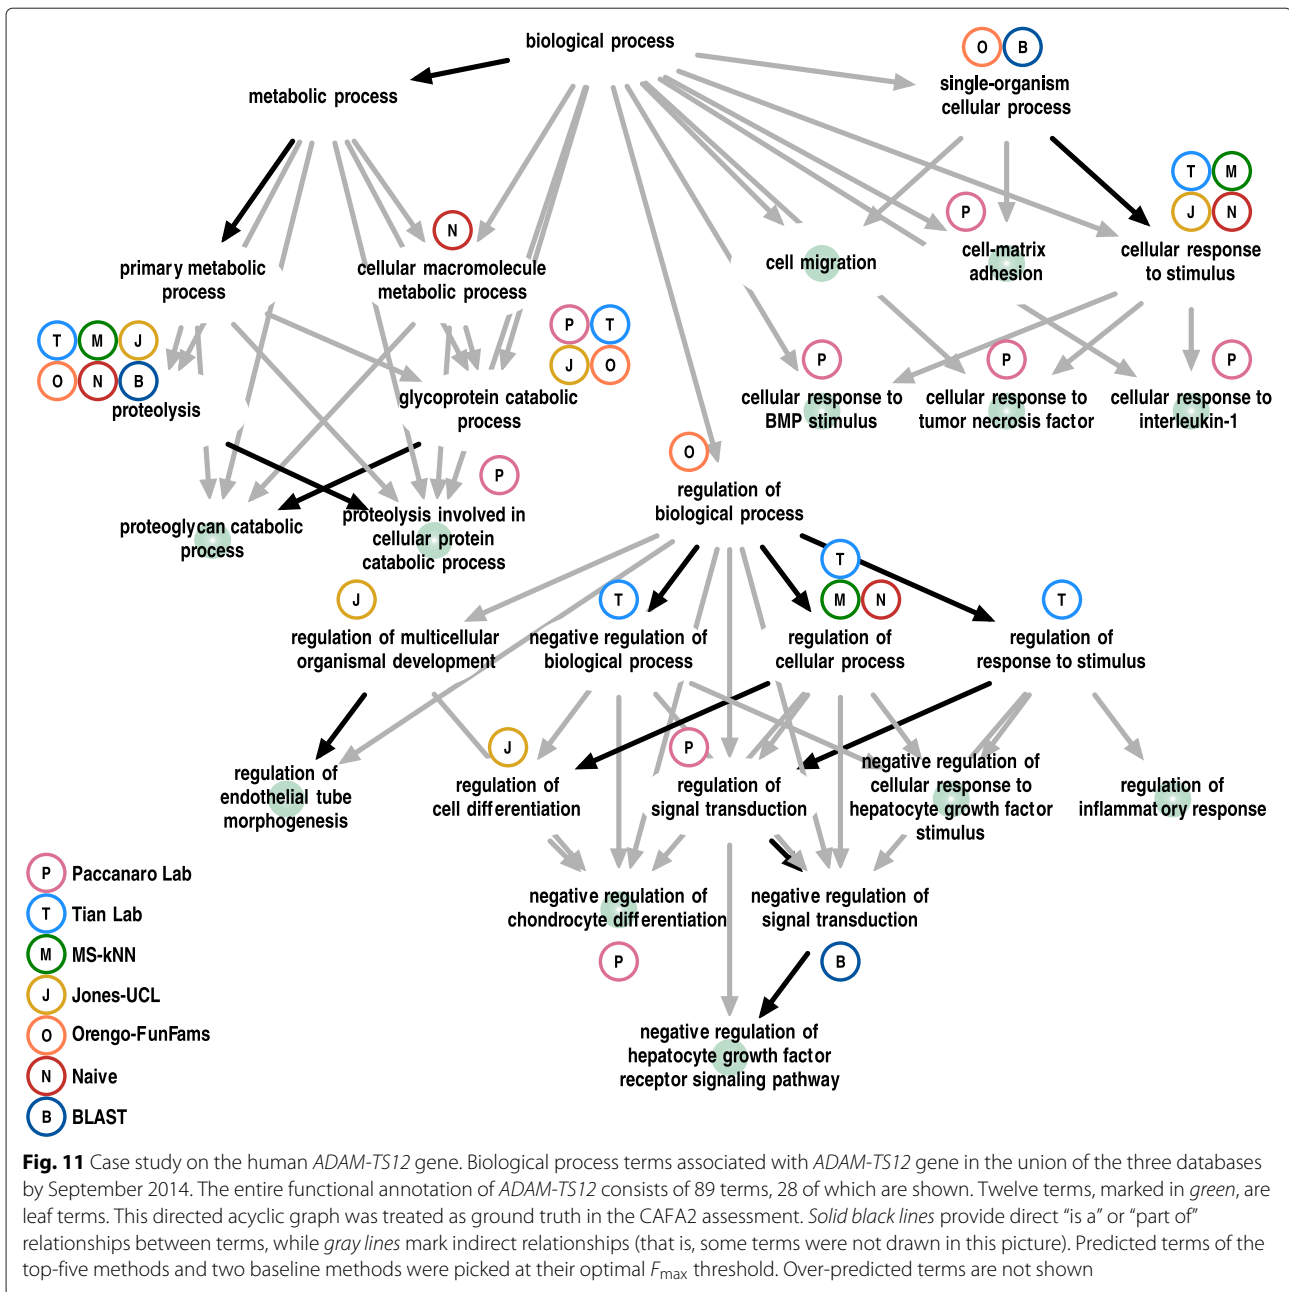 biological process
O B
single-organism
cellular process
metabolic process
T M
J N
P
N
primary metabolic
process
cellular macromolecule
metabolic process
cell migration
cell-matrix
adhesion
cellular response
to stimulus
T M J
O N B
proteolysis
P T
J O
glycoprotein catabolic
process
P
P
P
cellular response to
BMP stimulus
cellular response to
tumor necrosis factor
cellular response to
interleukin-1
O
P
regulation of
biological process
proteoglycan catabolic
process
proteolysis involved in
cellular protein
catabolic process
J
T
T
M N
T
regulation of multicellular
organismal development
negative regulation of
biological process
regulation of
cellular process
regulation of
response to stimulus
J
P
regulation of
endothelial tube
morphogenesis
regulation of
cell differentiation
regulation of
signal transduction
negative regulation of
cellular response to
hepatocyte growth factor
stimulus
regulation of
inflammatory response
negative regulation of
chondrocyte differentiation
P
negative regulation of
signal transduction
B
negative regulation of
hepatocyte growth factor
receptor signaling pathway
P Paccanaro Lab
T Tian Lab
M MS-kNN
J Jones-UCL
O Orengo-FunFams
N Naive
B BLAST
Fig. 11 Case study on the human ADAM-TS12 gene. Biological process terms associated with ADAM-TS12 gene in the union of the three databases
by September 2014. The entire functional annotation of ADAM-TS12 consists of 89 terms, 28 of which are shown. Twelve terms, marked in green, are
leaf terms. This directed acyclic graph was treated as ground truth in the CAFA2 assessment. Solid black lines provide direct “is a” or “part of”
relationships between terms, while gray lines mark indirect relationships (that is, some terms were not drawn in this picture). Predicted terms of the
top-five methods and two baseline methods were picked at their optimal Fmax threshold. Over-predicted terms are not shown